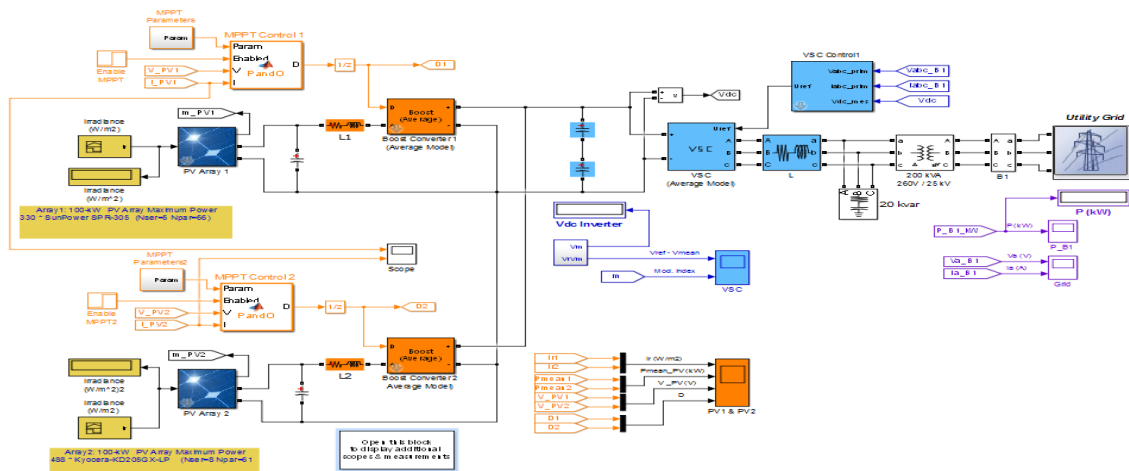 MPPT
Parameters
Param
MPPT Control 1
Param
Enabled
V
I
PandO
D
Enable
MPPT
V_PV1
I_PV1
1/z
D1
Irradiance
(W/m2)
m_PV1
Irradiance
(W/m^2)
PV Array 1
L1
D
Boost
(Average)
+
-
Boost Converter 1
(Average Model)
Array1: 100-kW PV Array Maximum Power
330 * SunPower SPR-305 (Nser=5 Npar=66)
Vdc
VSC Control1
Uref
Vabc_prim
Iabc_prim
Vdc_mes
Vabc_B1
Iabc_B1
Vdc
Uref
VSC
+
-
A
B
C
VSC
(Average Model)
A
B
C
a
b
c
L
A
B
C
20 kvar
a
b
c
A
B
C
200 kVA
260V / 25 kV
a
b
c
A
B
C
B1
Utility Grid
P (kW)
P_B1_kW
P (kW)
P_B1
Va_B1
Ia_B1
Va (V)
Ia (A)
Grid
Vdc Inverter
Vm
VrVm
Vref - Vmean
m
Mod. Index
VSC
Scope
MPPT
Parameters2
Param
MPPT Control 2
Param
Enabled
V
I
PandO
D
Enable
MPPT2
V_PV2
I_PV2
1/z
D2
m_PV2
Irradiance
(W/m^2)2
Irradiance
(W/m^2)
PV Array 2
L2
D
Boost
(Average)
+
-
Boost Converter 2
Average Model)
Array2: 100-kW PV Array Maximum Power
488 * Kyocera-KD205GX-LP (Nser=8 Npar=61
Open this block
to display additional
scopes & measurements
Ir1
Ir2
Pmean1
Pmean2
V_PV1
V_PV2
D1
D2
Ir(W/m2)
Pmean_PV(kW)
V_PV(V)
D
PV1 & PV2